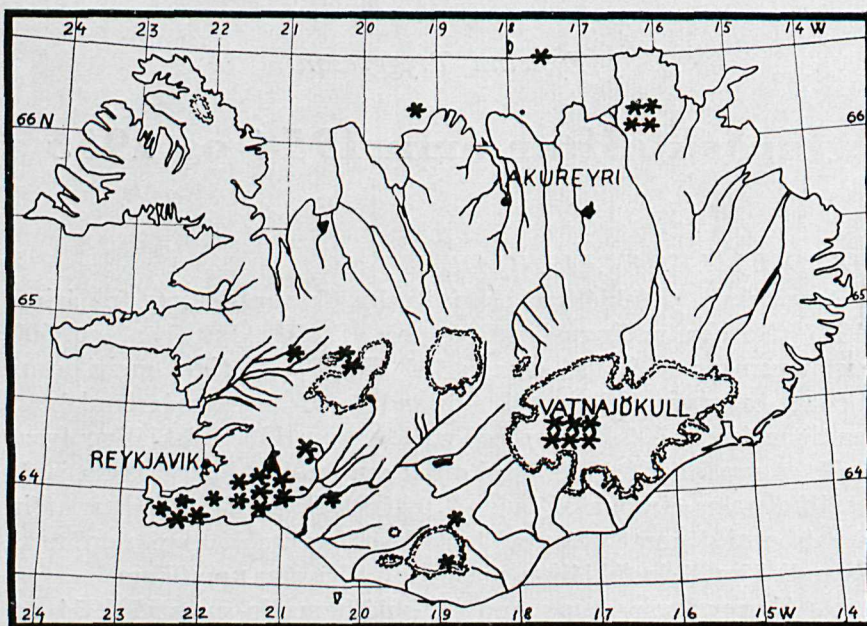 24 23 22 21 20 19 18 17 16 15 14 W
66 N 66
AKUREYRI
65 65
VATNAJÖKULL
REYKJAVIK
64 64
24 23 22 21 20 19 18 17 16 15 W 14